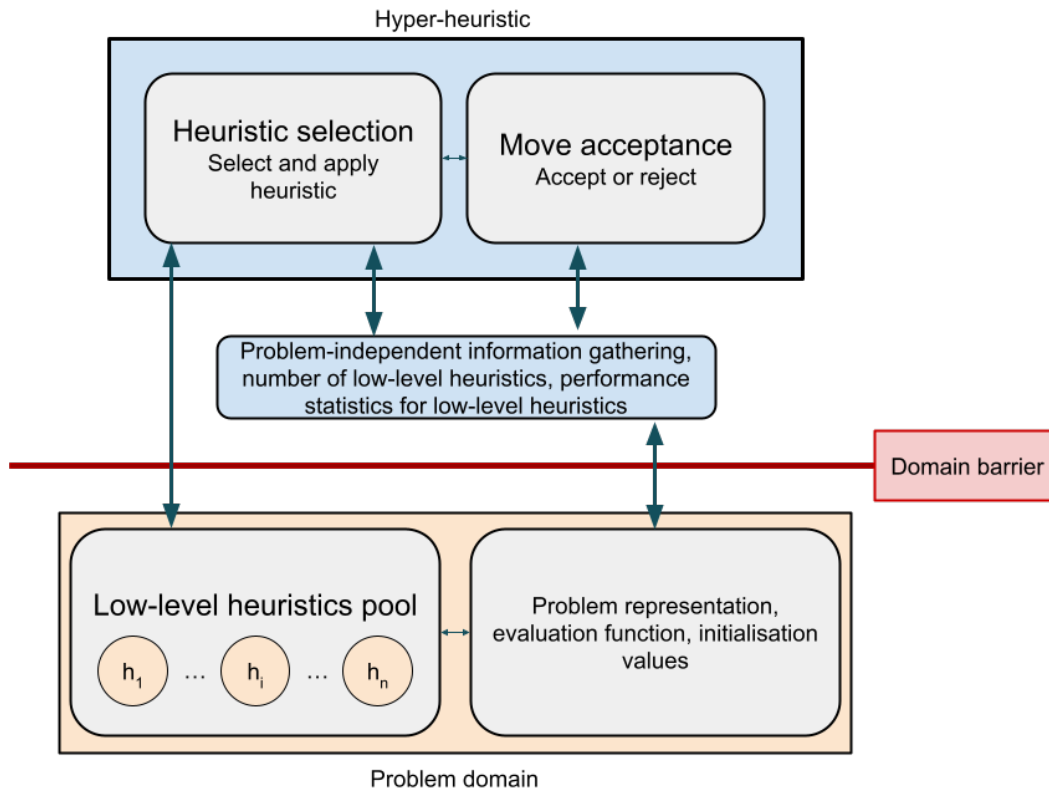 Hyper-heuristic
Heuristic selection
Select and apply
heuristic
Move acceptance
Accept or reject
Problem-independent information gathering,
number of low-level heuristics, performance
statistics for low-level heuristics
Domain barrier
Low-level heuristics pool
h1 ... hi ... hn
Problem representation,
evaluation function, initialisation
values
Problem domain